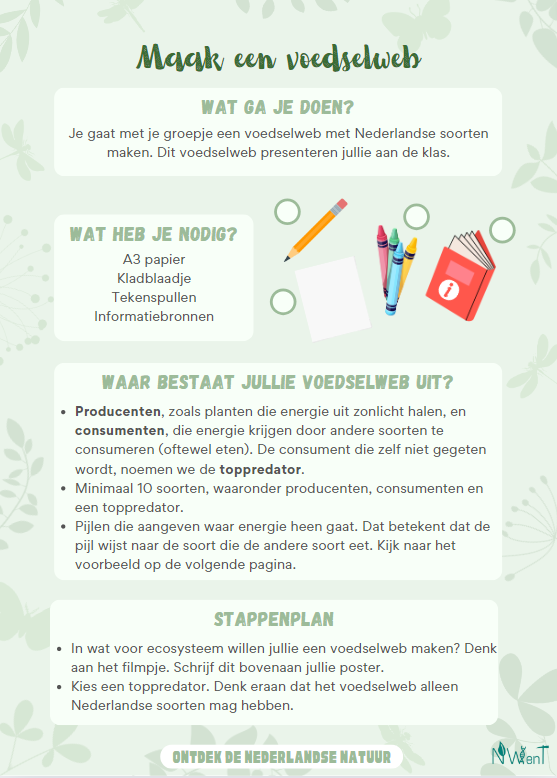 Maak een voedselweb
WAT GA JE DOEN?
Je gaat met je groepje een voedselweb met Nederlandse soorten
maken. Dit voedselweb presenteren jullie aan de klas.
WAT HEB JE NODIG?
A3 papier
Kladblaadje
Tekenspullen
Informatiebronnen
i
WAAR BESTAAT JULLIE VOEDSELWEB UIT?
• Producenten, zoals planten die energie uit zonlicht halen, en
consumenten, die energie krijgen door andere soorten te
consumeren (oftewel eten). De consument die zelf niet gegeten
wordt, noemen we de toppredator.
• Minimaal 10 soorten, waaronder producenten, consumenten en
een toppredator.
• Pijlen die aangeven waar energie heen gaat. Dat betekent dat de
pijl wijst naar de soort die de andere soort eet. Kijk naar het
voorbeeld op de volgende pagina.
STAPPENPLAN
• In wat voor ecosysteem willen jullie een voedselweb maken? Denk
aan het filmpje. Schrijf dit bovenaan jullie poster.
• Kies een toppredator. Denk eraan dat het voedselweb alleen
Nederlandse soorten mag hebben.
ONTDEK DE NEDERLANDSE NATUUR